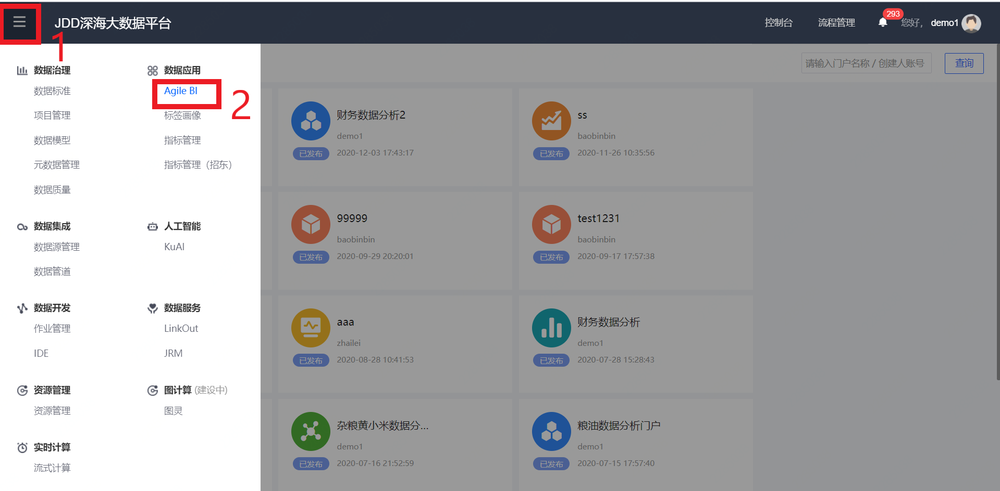 JDD深海大数据平台
控制台
流程管理
293
您好，
demo1
1
数据治理
数据标准
项目管理
数据模型
元数据管理
数据质量
数据应用
Agile BI
2
标签画像
指标管理
指标管理（招东）
数据集成
数据源管理
数据管道
人工智能
KuAI
数据开发
作业管理
IDE
数据服务
LinkOut
JRM
资源管理
资源管理
图计算 (建设中)
图灵
实时计算
流式计算
请输入门户名称 / 创建人账号
查询
财务数据分析2
demo1
已发布
2020-12-03 17:43:17
ss
baobinbin
已发布
2020-11-26 10:35:56
99999
baobinbin
已发布
2020-09-29 20:20:01
test1231
baobinbin
已发布
2020-09-17 17:57:38
aaa
zhailei
已发布
2020-08-28 10:41:53
财务数据分析
demo1
已发布
2020-07-28 15:28:43
杂粮黄小米数据分...
demo1
已发布
2020-07-16 21:52:59
粮油数据分析门户
demo1
已发布
2020-07-15 17:57:40